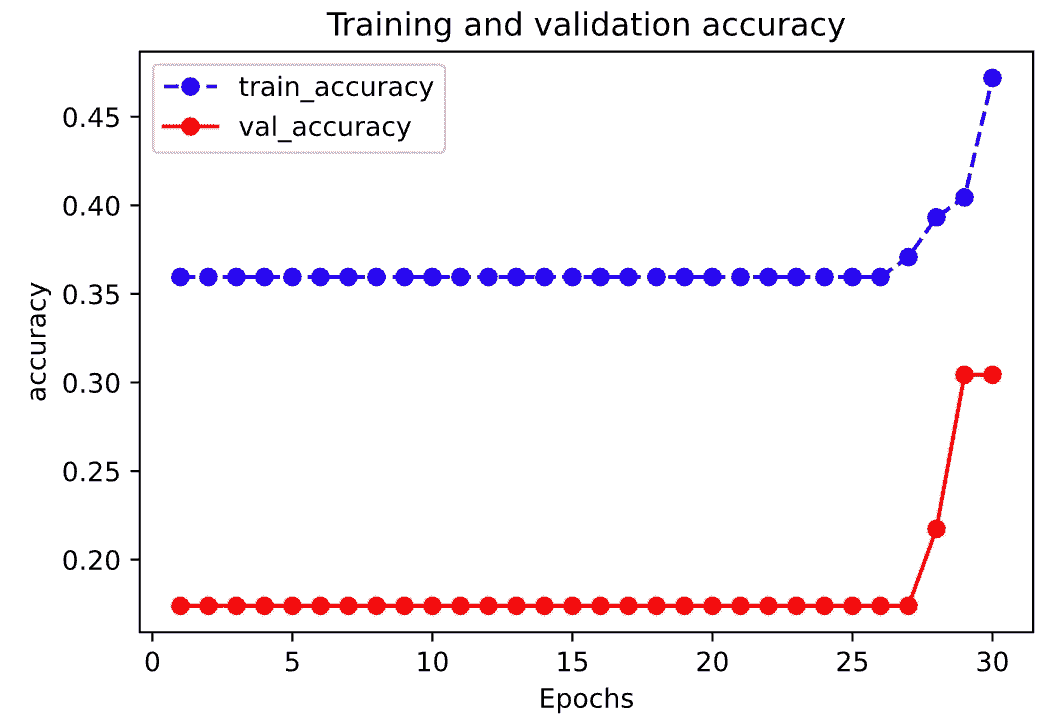 Training and validation accuracy
train_accuracy
val_accuracy
0.45
0.40
0.35
0.30
0.25
0.20
accuracy
0 5 10 15 20 25 30
Epochs